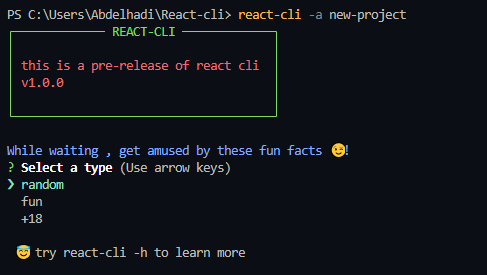 PS C:\Users\Abdelhadi\React-cli> react-cli -a new-project
REACT-CLI
this is a pre-release of react cli
v1.0.0
While waiting , get amused by these fun facts 😉!
? Select a type (Use arrow keys)
❯ random
fun
+18
😅 try react-cli -h to learn more